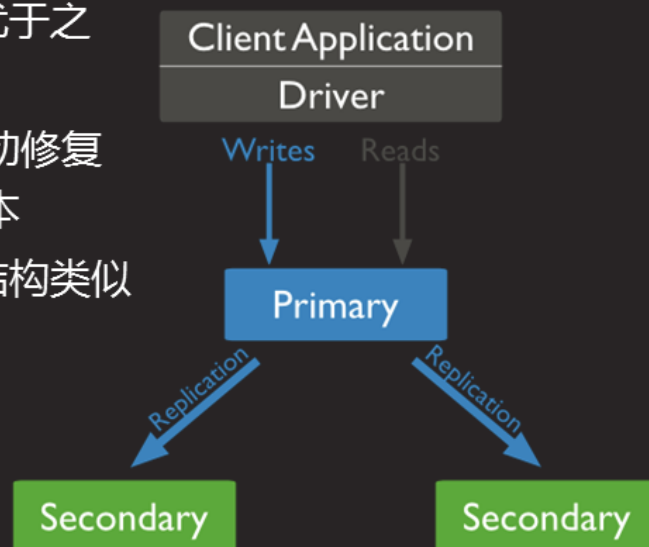 优于之
动修复
本
结构类似
Client Application
Driver
Writes
Reads
Primary
Replication
Replication
Secondary
Secondary